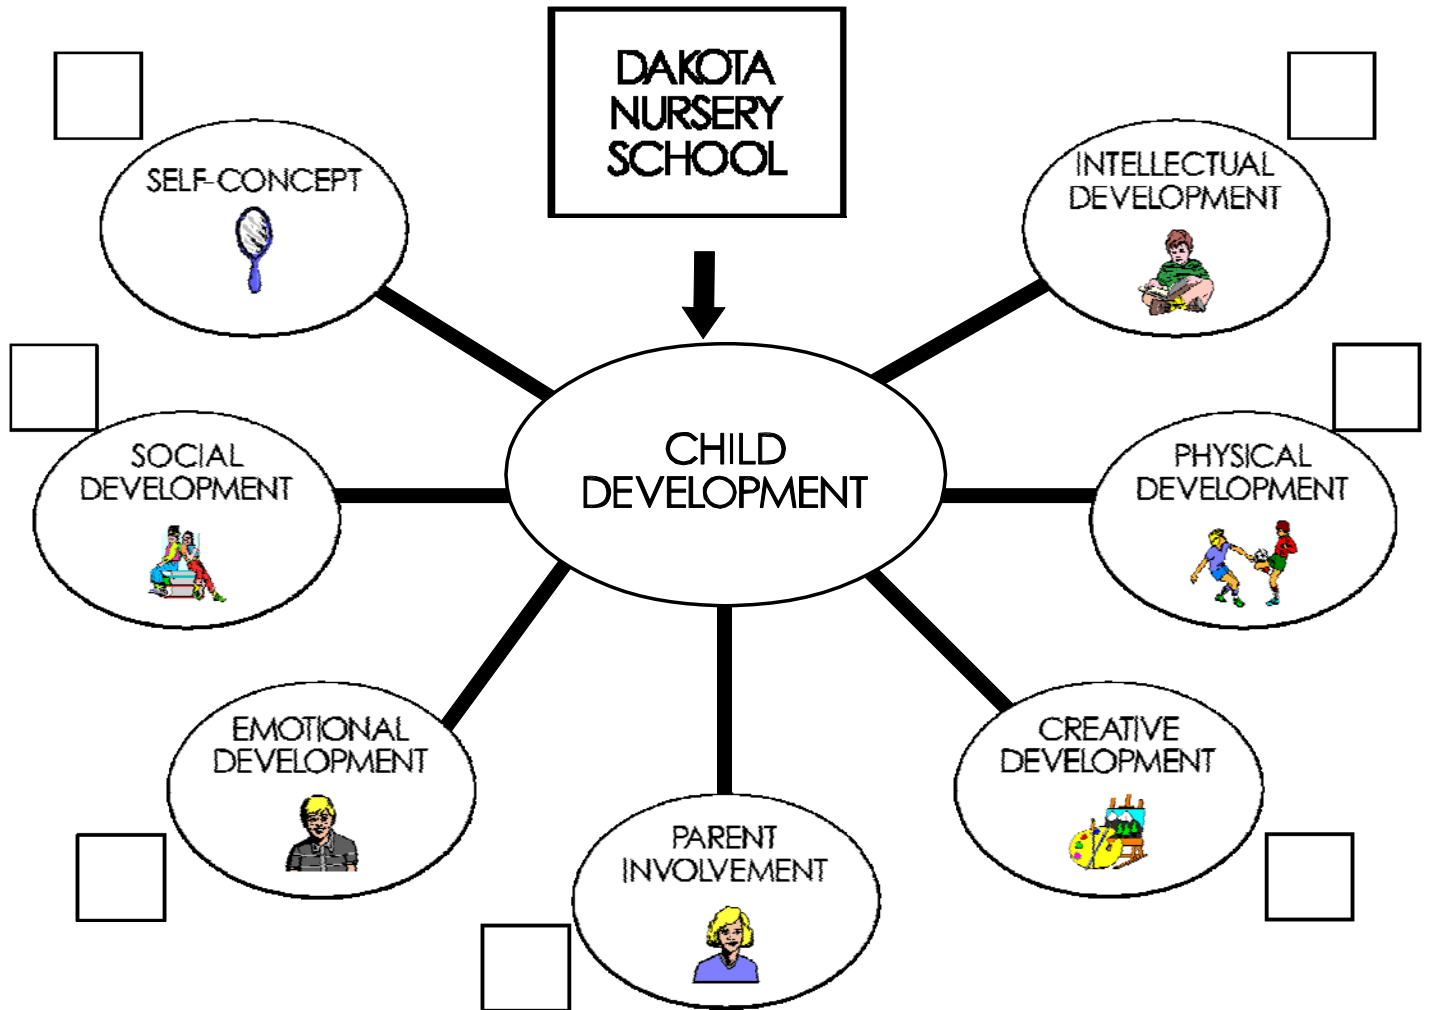 DAKOTA
NURSERY
SCHOOL
SELF-CONCEPT
INTELLECTUAL
DEVELOPMENT
CHILD
DEVELOPMENT
SOCIAL
DEVELOPMENT
PHYSICAL
DEVELOPMENT
EMOTIONAL
DEVELOPMENT
CREATIVE
DEVELOPMENT
PARENT
INVOLVEMENT